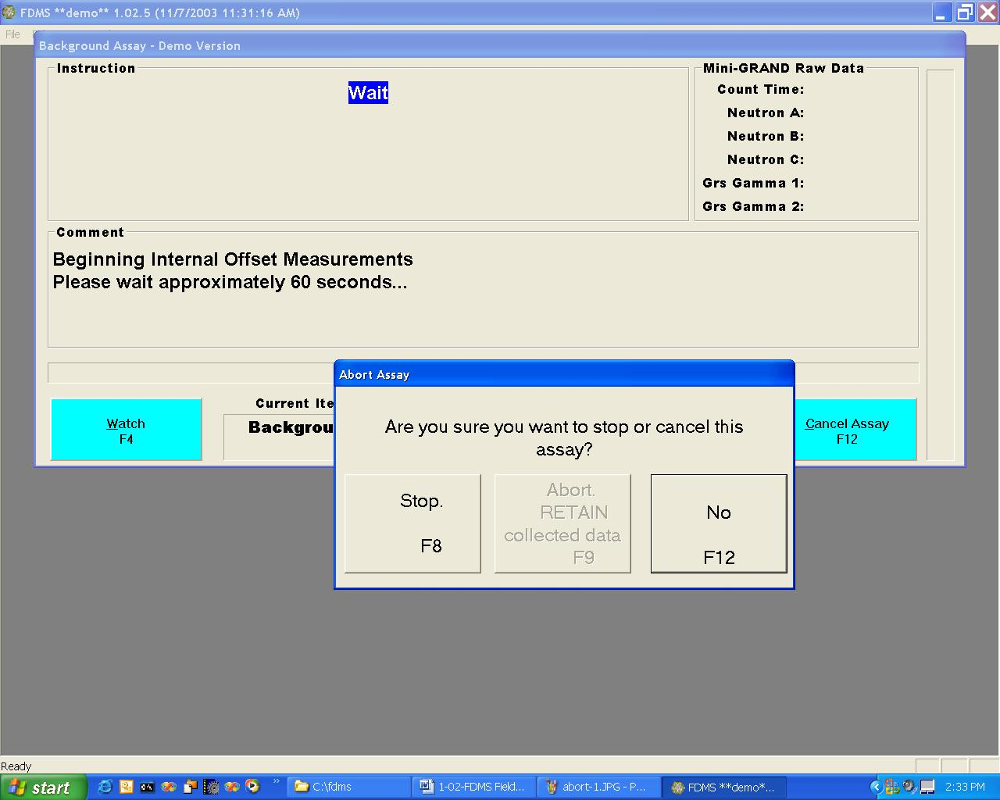 FDMS **demo** 1.02.5 (11/7/2003 11:31:16 AM)
File
Background Assay - Demo Version
Instruction
Wait
Mini-GRAND Raw Data
Count Time:
Neutron A:
Neutron B:
Neutron C:
Grs Gamma 1:
Grs Gamma 2:
Comment
Beginning Internal Offset Measurements
Please wait approximately 60 seconds...
Watch
F4
Current Ite
Backgrou
Cancel Assay
F12
Abort Assay
Are you sure you want to stop or cancel this
assay?
Stop.
F8
Abort.
RETAIN
collected data
F9
No
F12
Ready
start
C:\fdms
1-02-FDMS Field...
abort-1.JPG - P...
FDMS **demo*...
2:33 PM